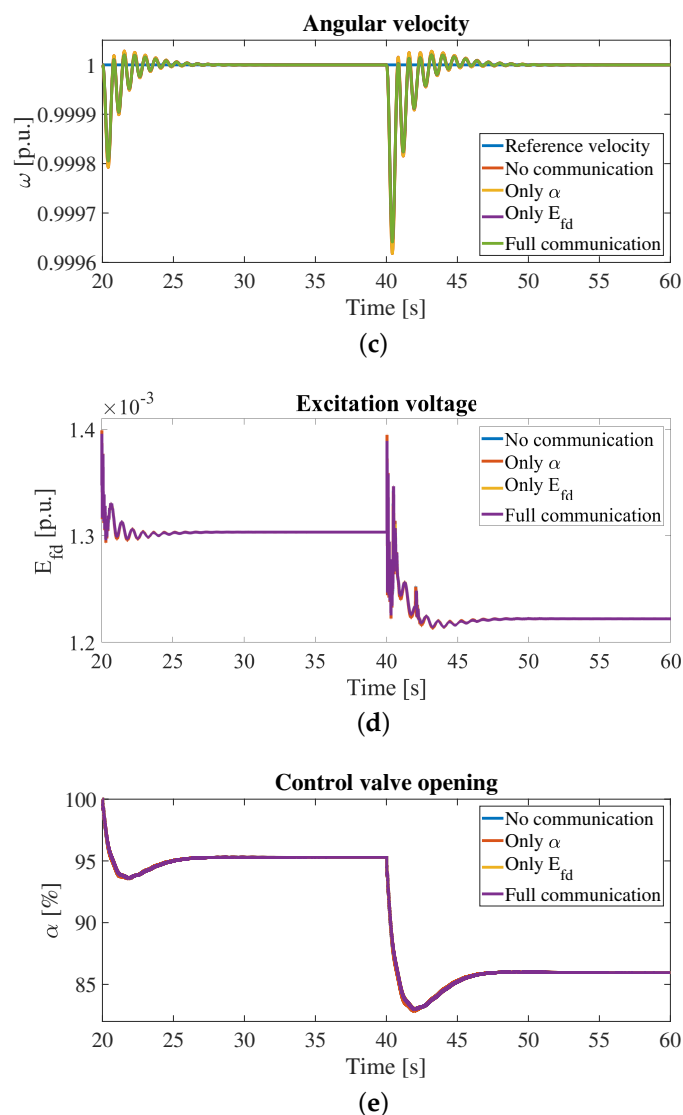 Angular velocity
1
0.9999
0.9998
0.9997
0.9996
ω [p.u.]
Reference velocity
No communication
Only α
Only E_fd
Full communication
20 25 30 35 40 45 50 55 60
Time [s]
(c)
×10^-3
Excitation voltage
1.4
1.3
1.2
E_fd [p.u.]
No communication
Only α
Only E_fd
Full communication
20 25 30 35 40 45 50 55 60
Time [s]
(d)
Control valve opening
100
95
90
85
α [%]
No communication
Only α
Only E_fd
Full communication
20 25 30 35 40 45 50 55 60
Time [s]
(e)